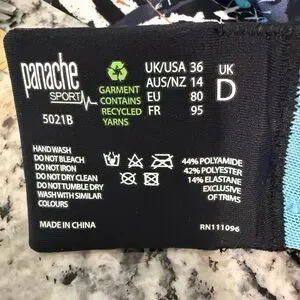 panache
SPORT
5021B
GARMENT
CONTAINS
RECYCLED
YARNS
UK/USA 36
AUS/NZ 14
EU 80
FR 95
UK
D
HAND WASH
DO NOT BLEACH
DO NOT IRON
DO NOT DRY CLEAN
DO NOT TUMBLE DRY
WASH WITH SIMILAR
COLOURS
44% POLYAMIDE
42% POLYESTER
14% ELASTANE
EXCLUSIVE
OF TRIMS
MADE IN CHINA
RN111096